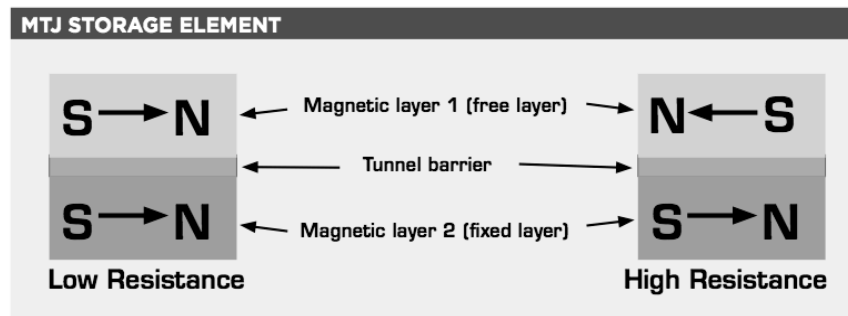 MTJ STORAGE ELEMENT
S N Magnetic layer 1 (free layer) N S
Tunnel barrier
S N Magnetic layer 2 (fixed layer) S N
Low Resistance High Resistance